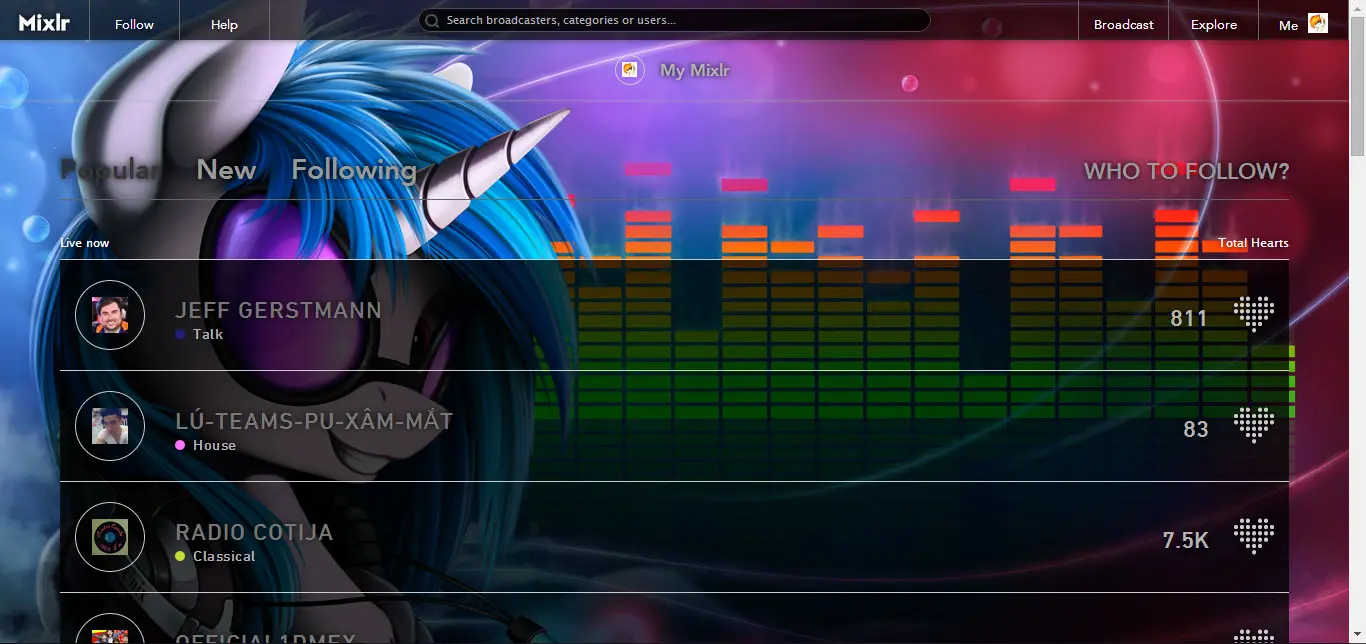 Mixlr Follow Help Search broadcasters, categories or users... Broadcast Explore Me
My Mixlr
Popular New Following WHO TO FOLLOW?
Live now Total Hearts
JEFF GERSTMANN
Talk
811
LÚ-TEAMS-PU-XÂM-MẮT
House
83
RADIO COTIJA
Classical
7.5K
OFFICIAL1DMEX